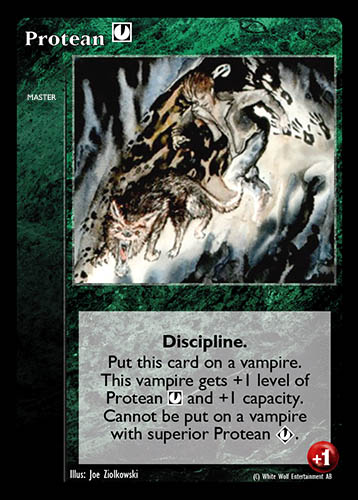 Protean
MASTER
Discipline.
Put this card on a vampire.
This vampire gets +1 level of
Protean and +1 capacity.
Cannot be put on a vampire
with superior Protean .
+1
Illus: Joe Ziolkowski
(C) White Wolf Entertainment AB